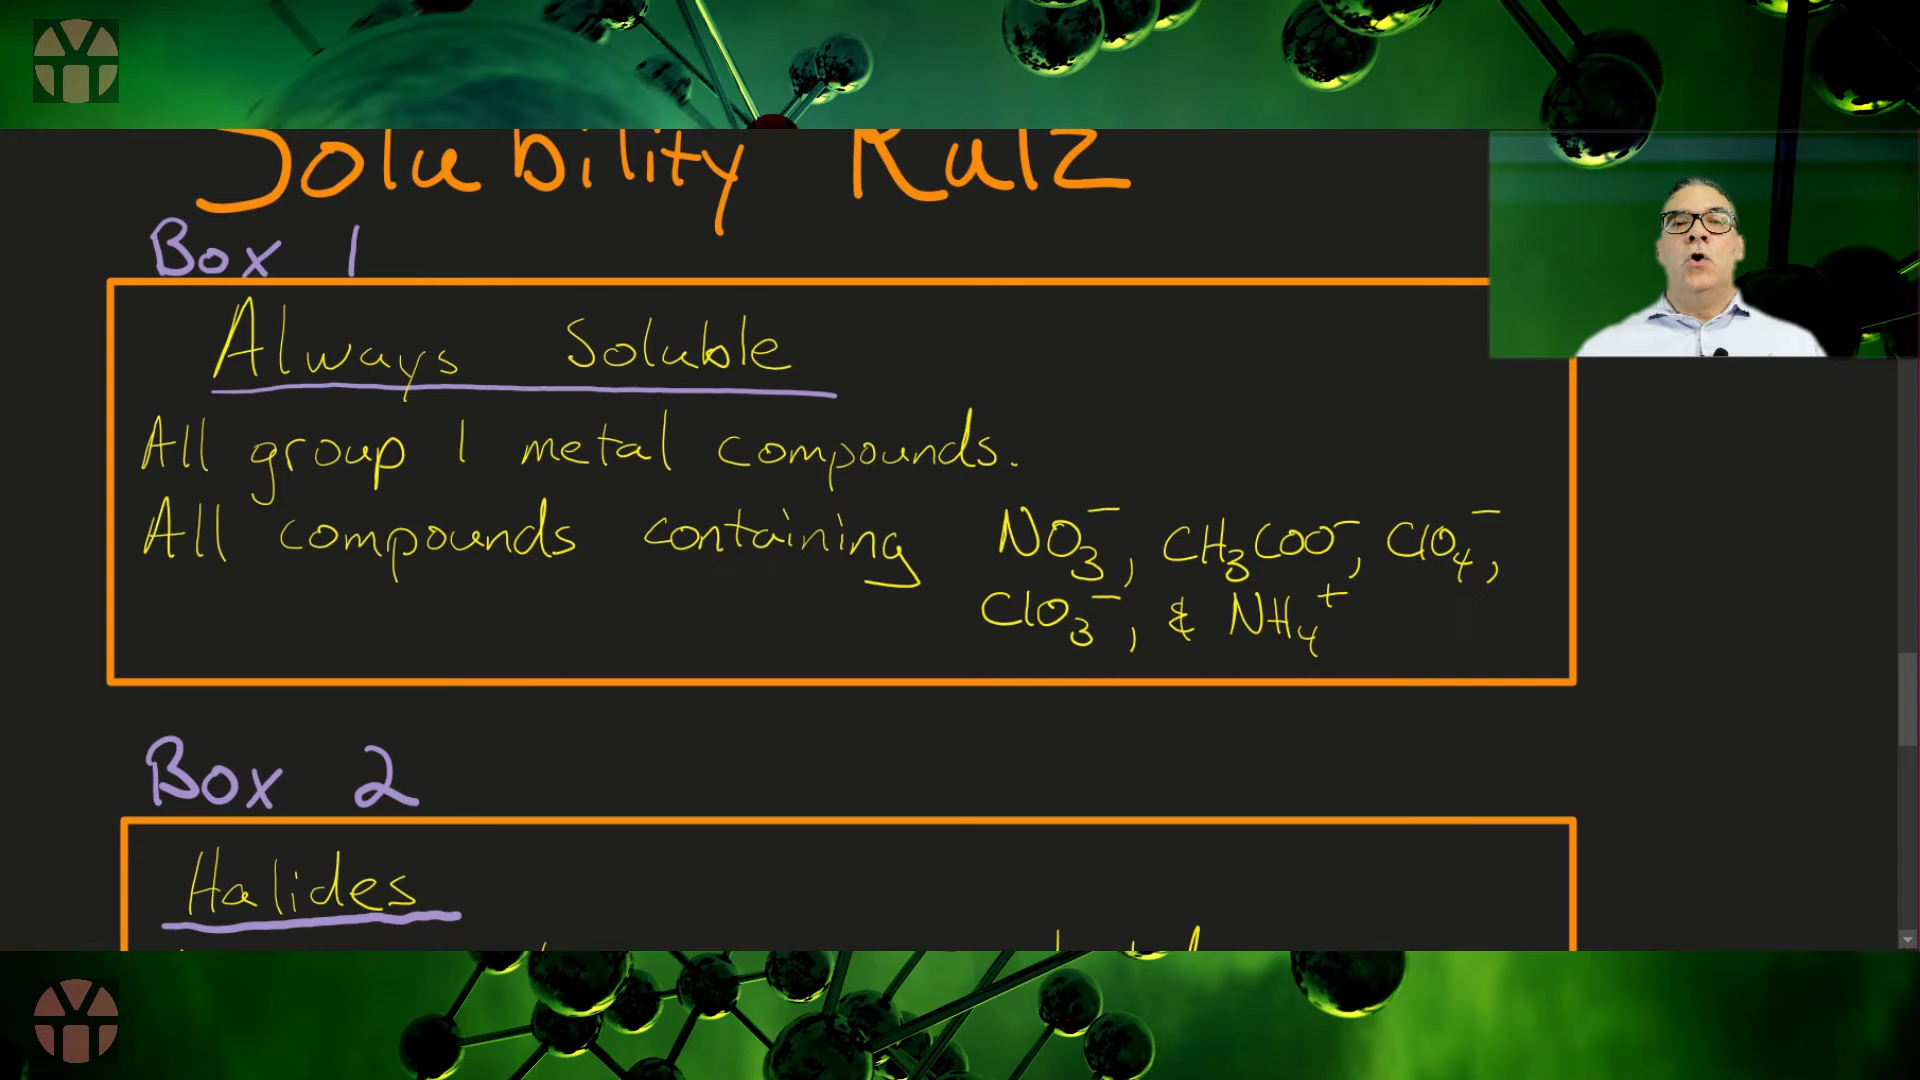 Solubility Rulz
Box 1
Always Soluble
All group 1 metal compounds.
All compounds containing NO₃⁻, CH₃COO⁻, ClO₄⁻,
ClO₃⁻, & NH₄⁺
Box 2
Halides